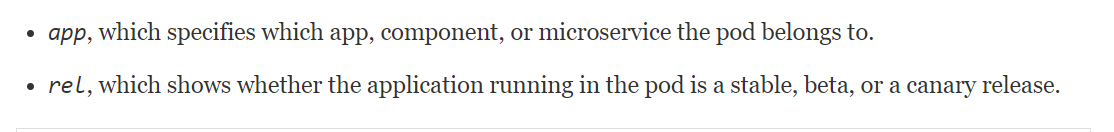 • app, which specifies which app, component, or microservice the pod belongs to.
• rel, which shows whether the application running in the pod is a stable, beta, or a canary release.